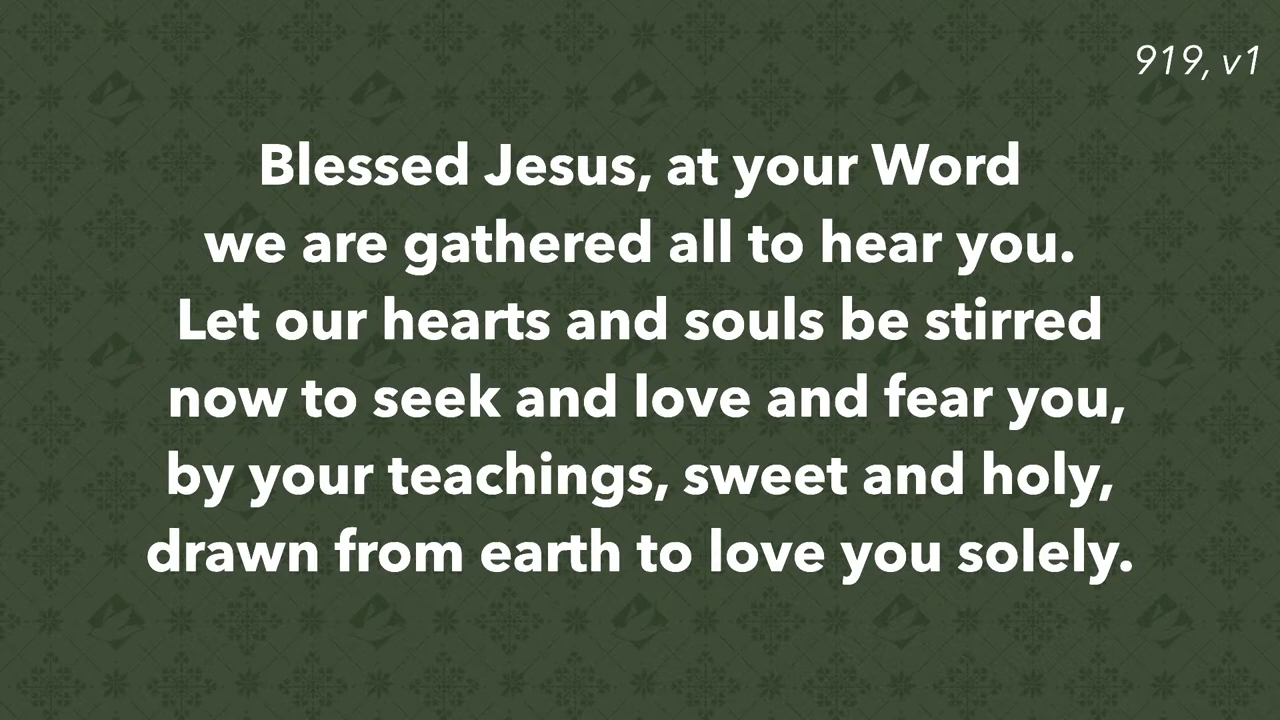 919, v1
Blessed Jesus, at your Word
we are gathered all to hear you.
Let our hearts and souls be stirred
now to seek and love and fear you,
by your teachings, sweet and holy,
drawn from earth to love you solely.